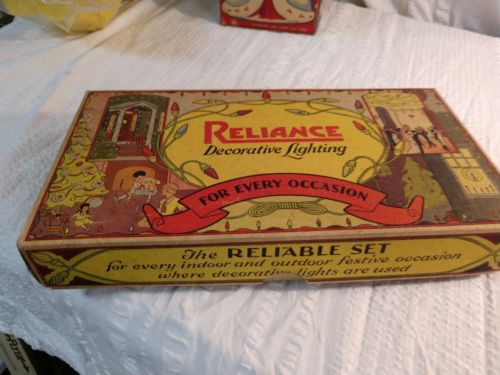 RELIANCE
Decorative Lighting
FOR EVERY OCCASION
The RELIABLE SET
for every indoor and outdoor festive occasion
where decorative lights are used